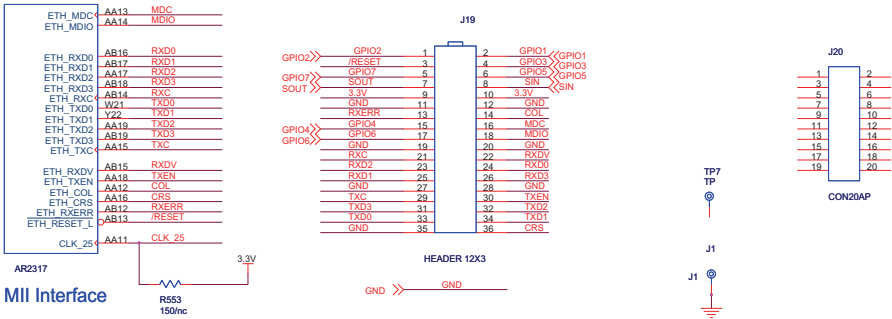 ETH_MDC AA13 MDC
ETH_MDIO AA14 MDIO
ETH_RXD0 AB16 RXD0
ETH_RXD1 AB17 RXD1
ETH_RXD2 AA17 RXD2
ETH_RXD3 AB18 RXD3
ETH_RXC AB14 RXC
ETH_TXD0 W21 TXD0
ETH_TXD1 Y22 TXD1
ETH_TXD2 AA19 TXD2
ETH_TXD3 AB19 TXD3
ETH_TXC AA15 TXC
ETH_RXDV AB15 RXDV
ETH_TXEN AA18 TXEN
ETH_COL AA12 COL
ETH_CRS AA16 CRS
ETH_RXERR AB12 RXERR
ETH_RESET_L AB13 /RESET
CLK_25 AA11 CLK_25
AR2317
MII Interface
3.3V
R553
150/nc
J19
GPIO2 GPIO2 1 2 GPIO1 GPIO1
/RESET 3 4 GPIO3 GPIO3
GPIO7 GPIO7 5 6 GPIO5 GPIO5
SOUT SOUT 7 8 SIN SIN
3.3V 9 10 3.3V
GND 11 12 GND
RXERR 13 14 COL
GPIO4 GPIO4 15 16 MDC
GPIO6 GPIO6 17 18 MDIO
GND 19 20 GND
RXC 21 22 RXDV
RXD2 23 24 RXD0
RXD1 25 26 RXD3
GND 27 28 GND
TXC 29 30 TXEN
TXD3 31 32 TXD2
TXD0 33 34 TXD1
GND 35 36 CRS
HEADER 12X3
GND GND
TP7
TP
J1
J1
J20
1 2
3 4
5 6
7 8
9 10
11 12
13 14
15 16
17 18
19 20
CON20AP